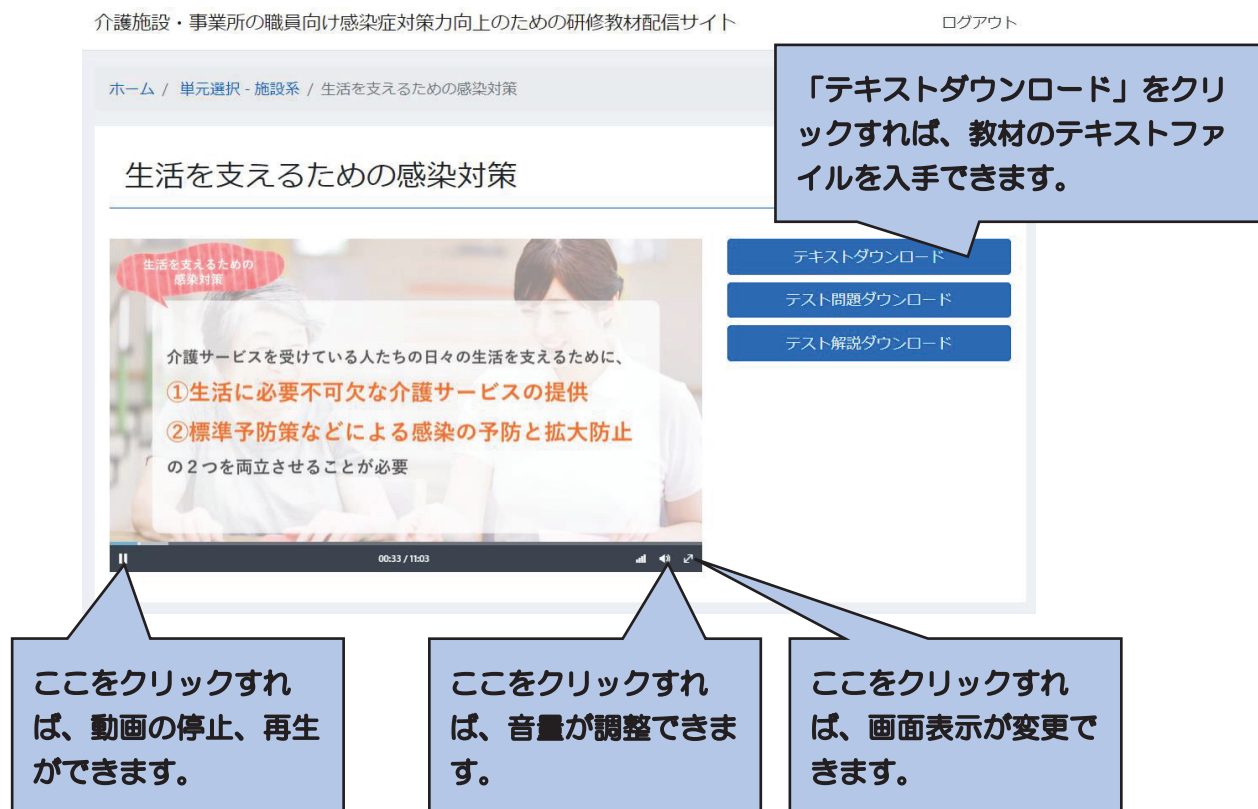 介護施設・事業所の職員向け感染症対策力向上のための研修教材配信サイト
ログアウト
ホーム / 単元選択 - 施設系 / 生活を支えるための感染対策
「テキストダウンロード」をクリ
ックすれば、教材のテキストファ
イルを入手できます。
生活を支えるための感染対策
生活を支えるための
感染対策
介護サービスを受けている人たちの日々の生活を支えるために、
①生活に必要不可欠な介護サービスの提供
②標準予防策などによる感染の予防と拡大防止
の２つを両立させることが必要
00:33 / 11:03
テキストダウンロード
テスト問題ダウンロード
テスト解説ダウンロード
ここをクリックすれ
ば、動画の停止、再生
ができます。
ここをクリックすれ
ば、音量が調整できま
す。
ここをクリックすれ
ば、画面表示が変更で
きます。